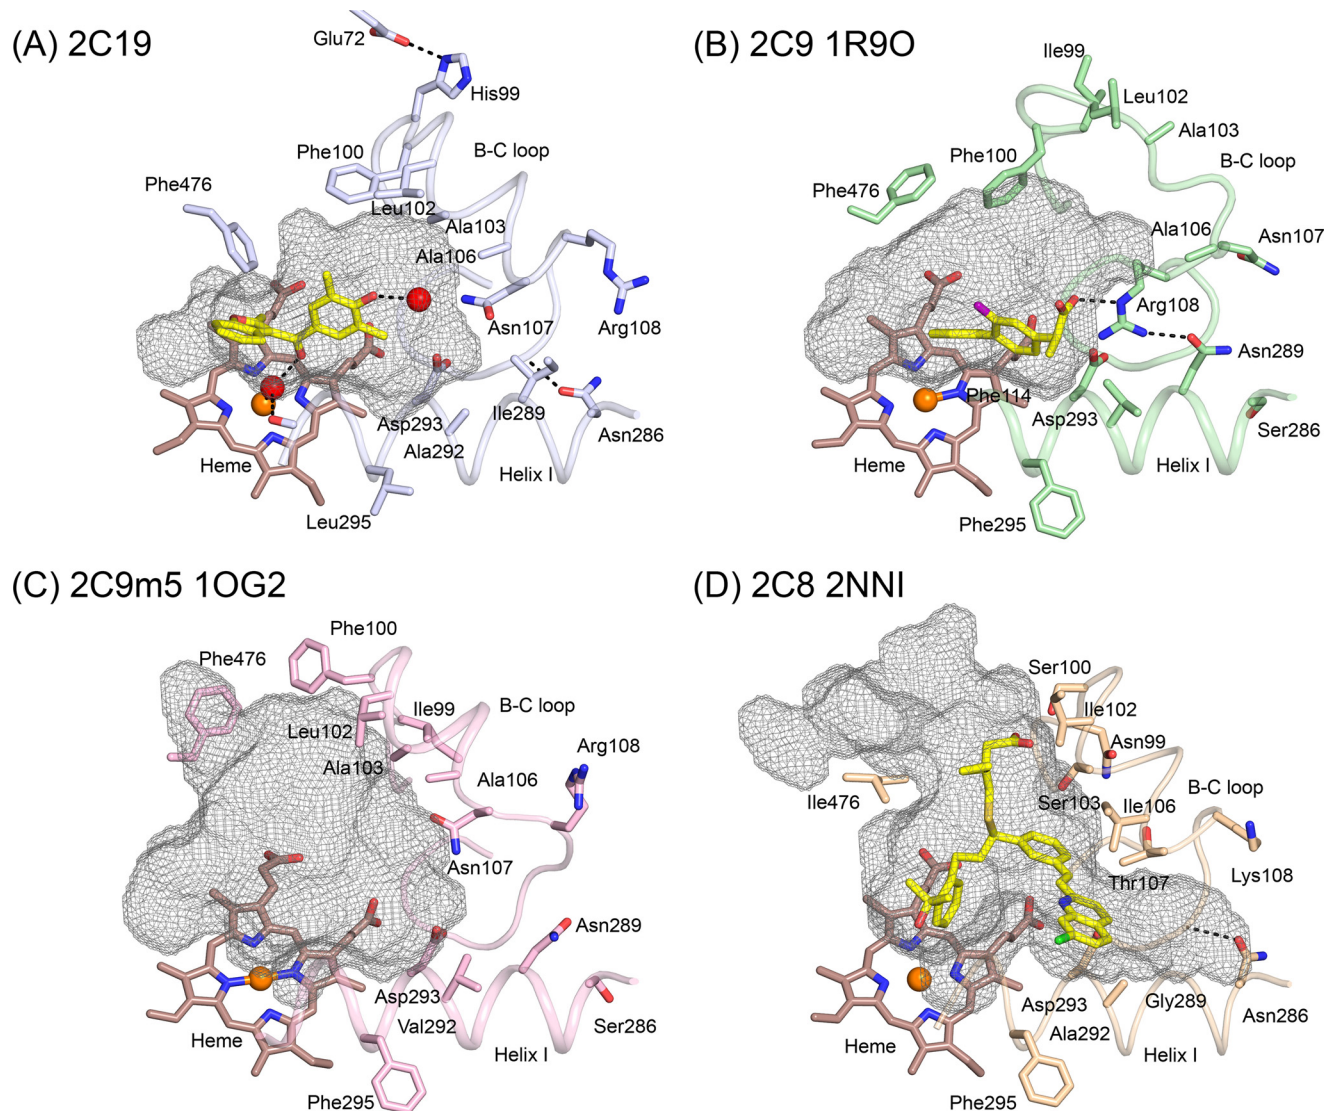 (A) 2C19
Glu72
His99
Phe100
B-C loop
Phe476
Leu102
Ala103
Ala106
Asn107
Arg108
Ile289
Asp293
Ala292
Asn286
Heme
Helix I
Leu295
(B) 2C9 1R9O
Ile99
Leu102
Ala103
Phe100
B-C loop
Phe476
Ala106
Asn107
Arg108
Asn289
Phe114
Asp293
Ser286
Heme
Helix I
Phe295
(C) 2C9m5 1OG2
Phe100
Phe476
Ile99
B-C loop
Leu102
Arg108
Ala103
Ala106
Asn107
Asn289
Asp293
Val292
Ser286
Heme
Helix I
Phe295
(D) 2C8 2NNI
Ser100
Ile102
Asn99
Ile476
Ser103
Ile106
B-C loop
Thr107
Lys108
Asp293
Gly289
Ala292
Asn286
Heme
Helix I
Phe295